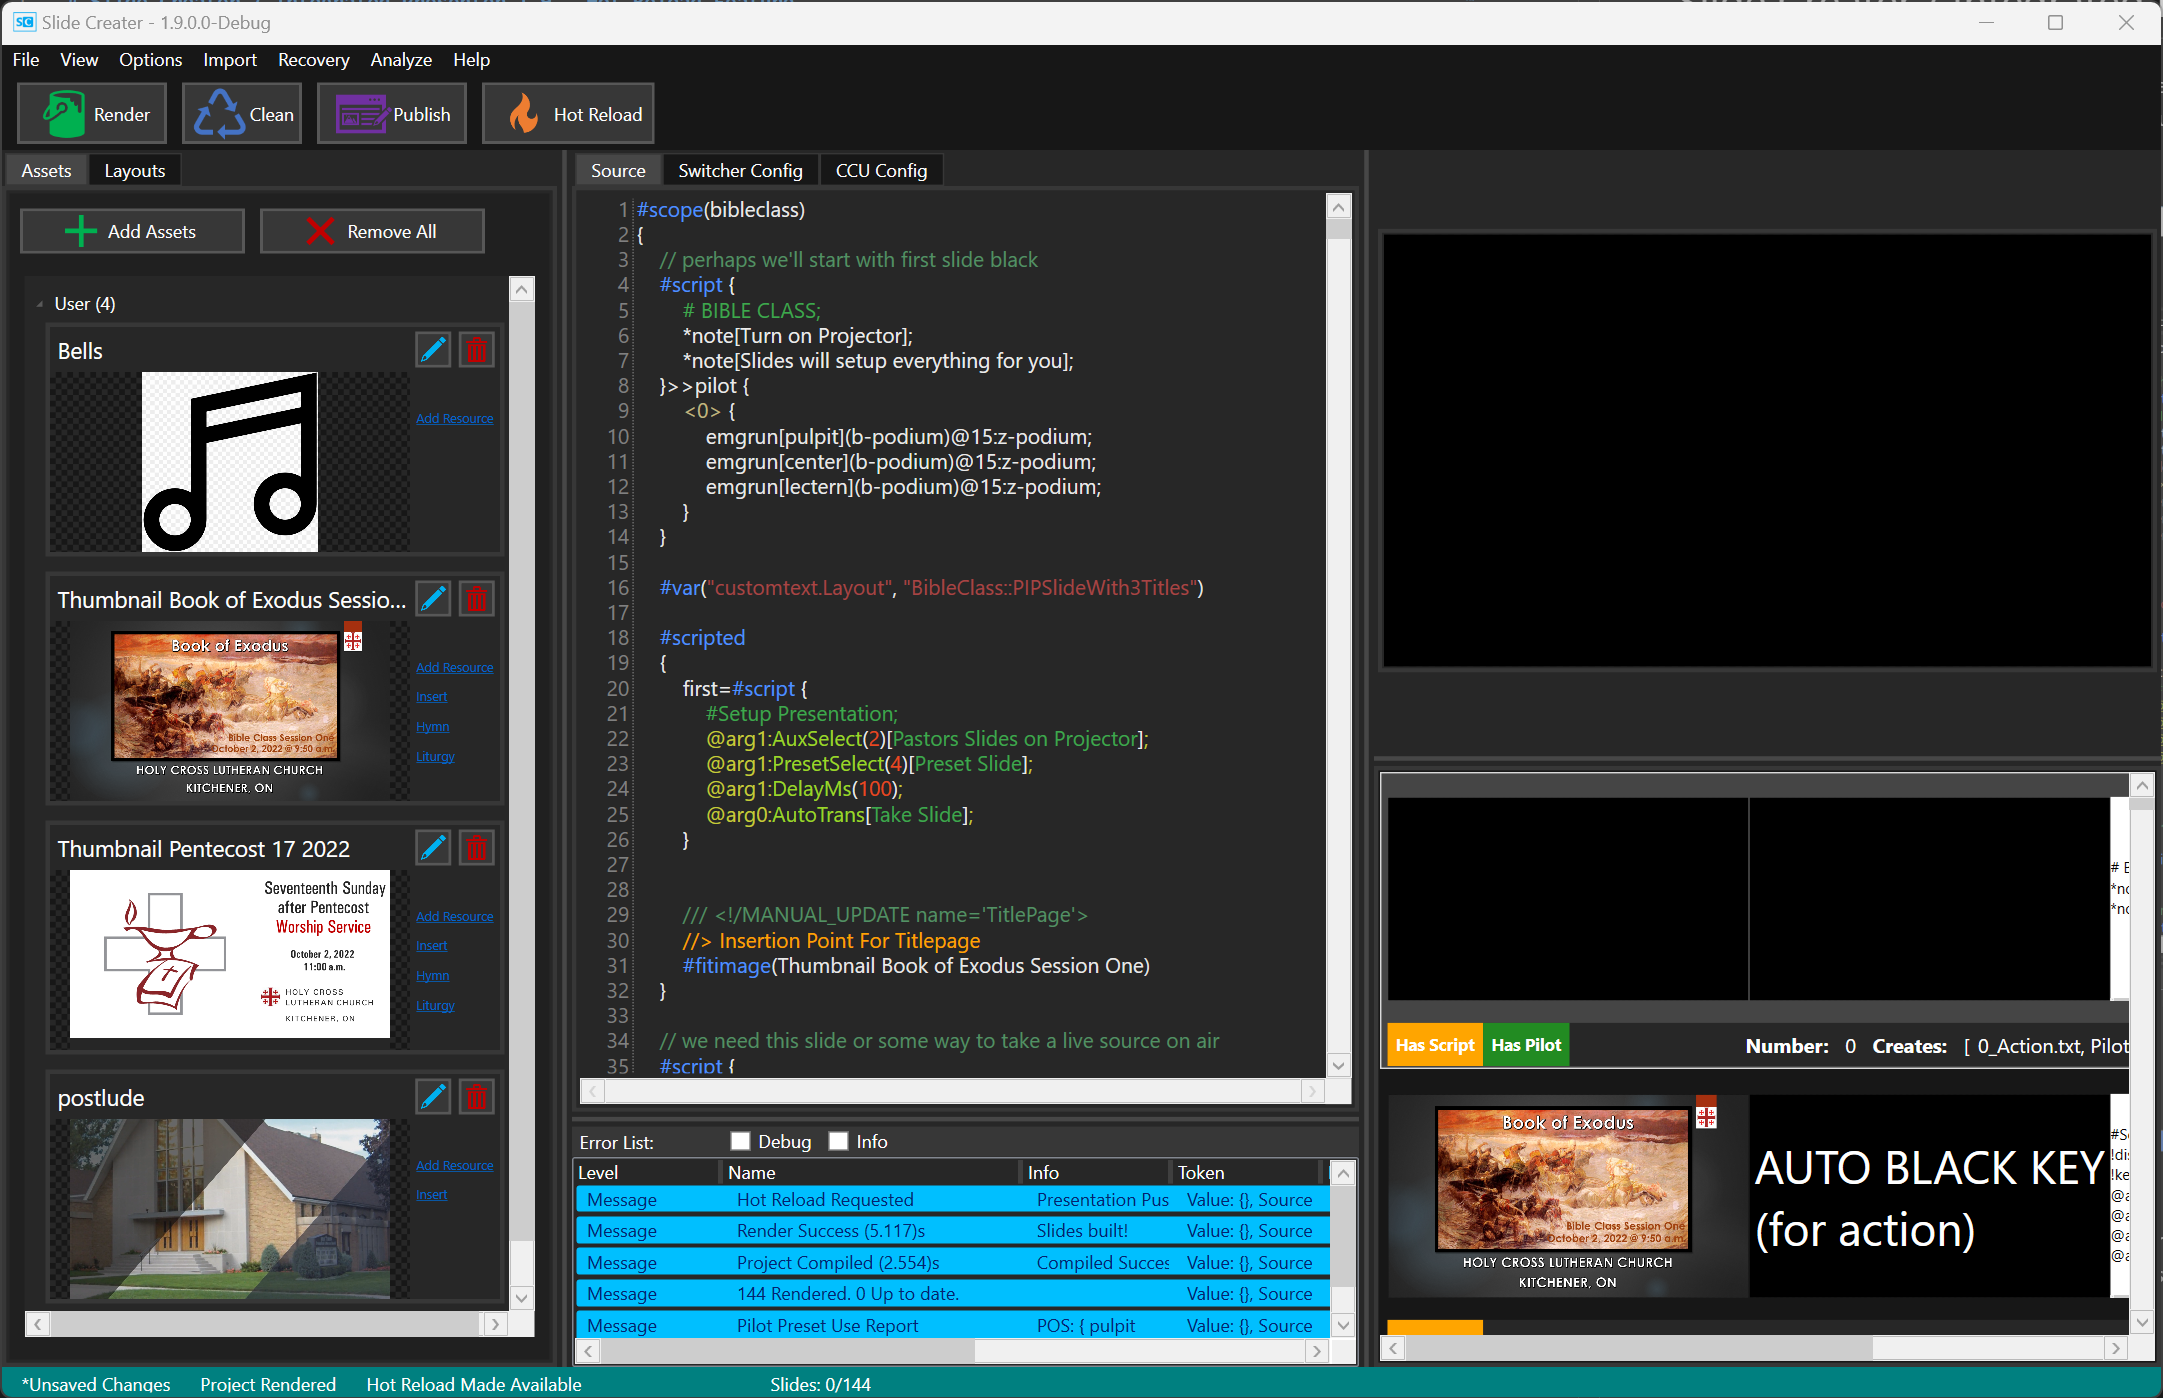 Slide Creater - 1.9.0.0-Debug
File View Options Import Recovery Analyze Help
Render Clean Publish Hot Reload
Assets Layouts
Add Assets Remove All
User (4)
Bells
Add Resource
Thumbnail Book of Exodus Sessio...
Book of Exodus
Bible Class Session One
October 2, 2022 @ 9:50 a.m.
HOLY CROSS LUTHERAN CHURCH
KITCHENER, ON
Add Resource
Insert
Hymn
Liturgy
Thumbnail Pentecost 17 2022
Seventeenth Sunday
after Pentecost
Worship Service
October 2, 2022
11:00 a.m.
HOLY CROSS
LUTHERAN CHURCH
KITCHENER, ON
Add Resource
Insert
Hymn
Liturgy
postlude
Add Resource
Insert
Source Switcher Config CCU Config
1 #scope(bibleclass)
2 {
3 // perhaps we'll start with first slide black
4 #script {
5 # BIBLE CLASS;
6 *note[Turn on Projector];
7 *note[Slides will setup everything for you];
8 }>>pilot {
9 <0> {
10 emgrun[pulpit](b-podium)@15:z-podium;
11 emgrun[center](b-podium)@15:z-podium;
12 emgrun[lectern](b-podium)@15:z-podium;
13 }
14 }
15
16 #var("customtext.Layout", "BibleClass::PIPSlideWith3Titles")
17
18 #scripted
19 {
20 first=#script {
21 #Setup Presentation;
22 @arg1:AuxSelect(2)[Pastors Slides on Projector];
23 @arg1:PresetSelect(4)[Preset Slide];
24 @arg1:DelayMs(100);
25 @arg0:AutoTrans[Take Slide];
26 }
27
28
29 /// <!/MANUAL_UPDATE name='TitlePage'>
30 //> Insertion Point For Titlepage
31 #fitimage(Thumbnail Book of Exodus Session One)
32 }
33
34 // we need this slide or some way to take a live source on air
35 #script {
Error List: Debug Info
Level Name Info Token
Message Hot Reload Requested Presentation Pus Value: {}, Source
Message Render Success (5.117)s Slides built! Value: {}, Source
Message Project Compiled (2.554)s Compiled Succes Value: {}, Source
Message 144 Rendered. 0 Up to date. Value: {}, Source
Message Pilot Preset Use Report POS: { pulpit Value: {}, Source
# B
*no
*no
Has Script Has Pilot Number: 0 Creates: [ 0_Action.txt, Pilot
Book of Exodus
Bible Class Session One
October 2, 2022 @ 9:50 a.m.
HOLY CROSS LUTHERAN CHURCH
KITCHENER, ON
AUTO BLACK KEY
(for action)
#S
!di
!ke
@a
@a
@a
@a
*Unsaved Changes Project Rendered Hot Reload Made Available Slides: 0/144